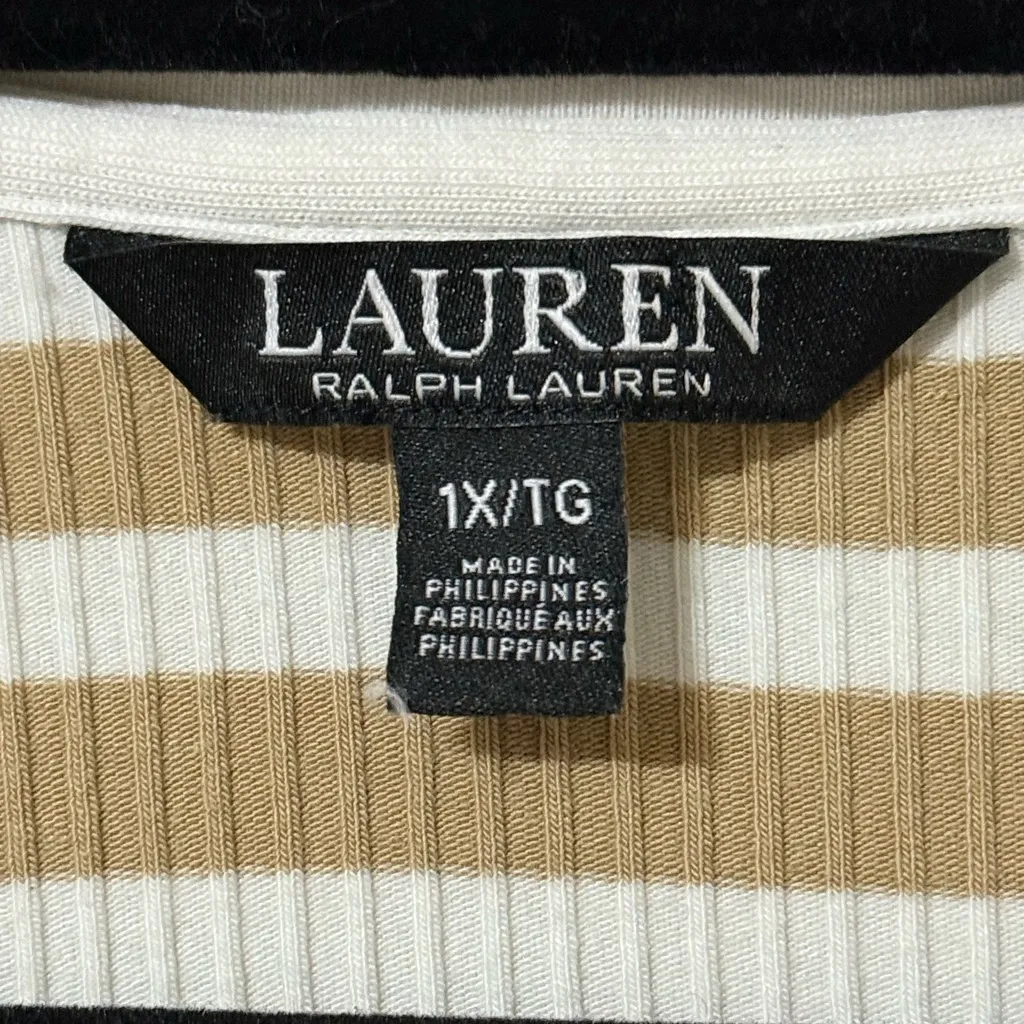 LAUREN
RALPH LAUREN
1X/TG
MADE IN
PHILIPPINES
FABRIQUÉ AUX
PHILIPPINES